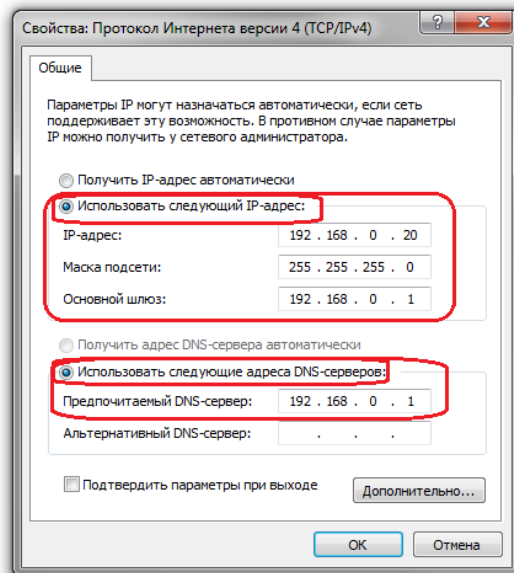 Свойства: Протокол Интернета версии 4 (TCP/IPv4)
Общие
Параметры IP могут назначаться автоматически, если сеть
поддерживает эту возможность. В противном случае параметры
IP можно получить у сетевого администратора.
Получить IP-адрес автоматически
Использовать следующий IP-адрес:
IP-адрес: 192 . 168 . 0 . 20
Маска подсети: 255 . 255 . 255 . 0
Основной шлюз: 192 . 168 . 0 . 1
Получить адрес DNS-сервера автоматически
Использовать следующие адреса DNS-серверов:
Предпочитаемый DNS-сервер: 192 . 168 . 0 . 1
Альтернативный DNS-сервер: . . .
Подтвердить параметры при выходе
Дополнительно...
ОК Отмена